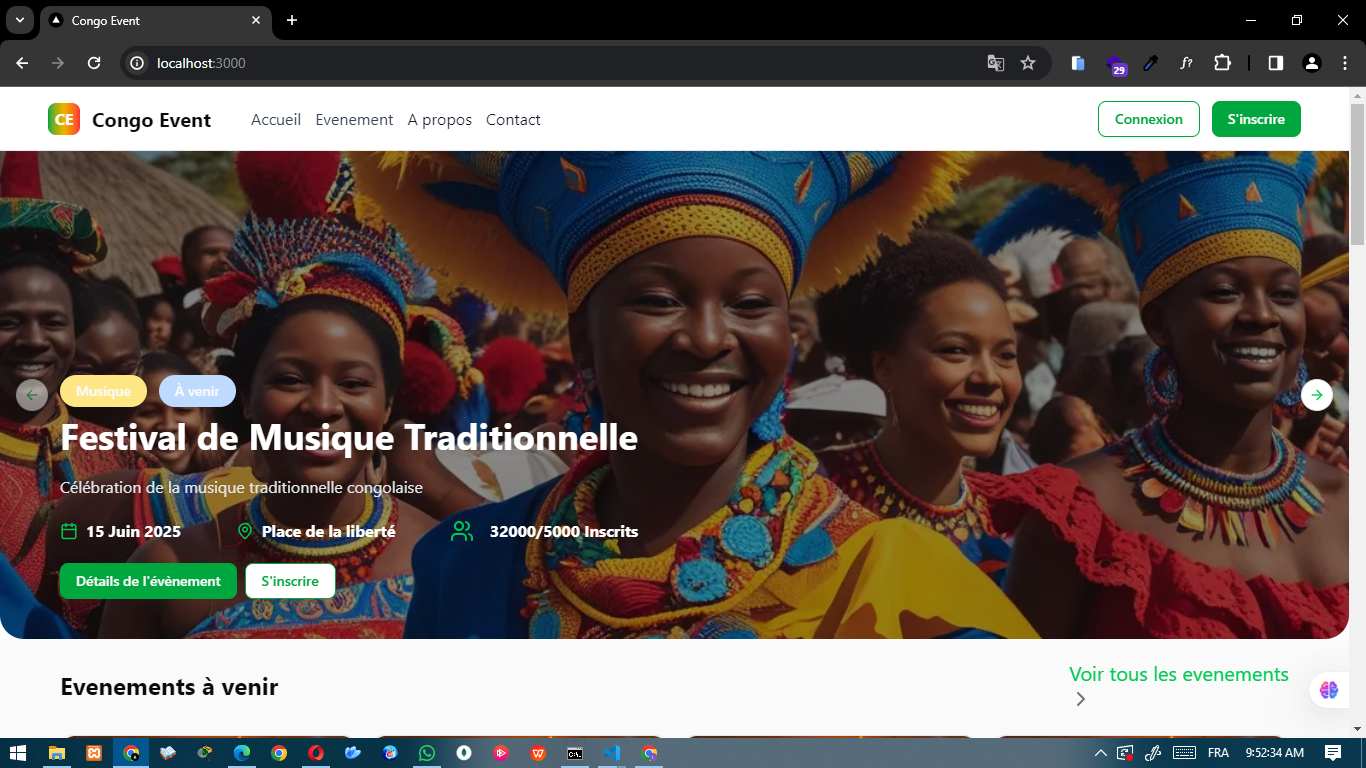 Congo Event
localhost:3000
29
f?
CE Congo Event Accueil Evenement A propos Contact Connexion S'inscrire
Musique À venir
Festival de Musique Traditionnelle
Célébration de la musique traditionnelle congolaise
15 Juin 2025 Place de la liberté 32000/5000 Inscrits
Détails de l'évènement S'inscrire
Evenements à venir
Voir tous les evenements
FRA 9:52:34 AM